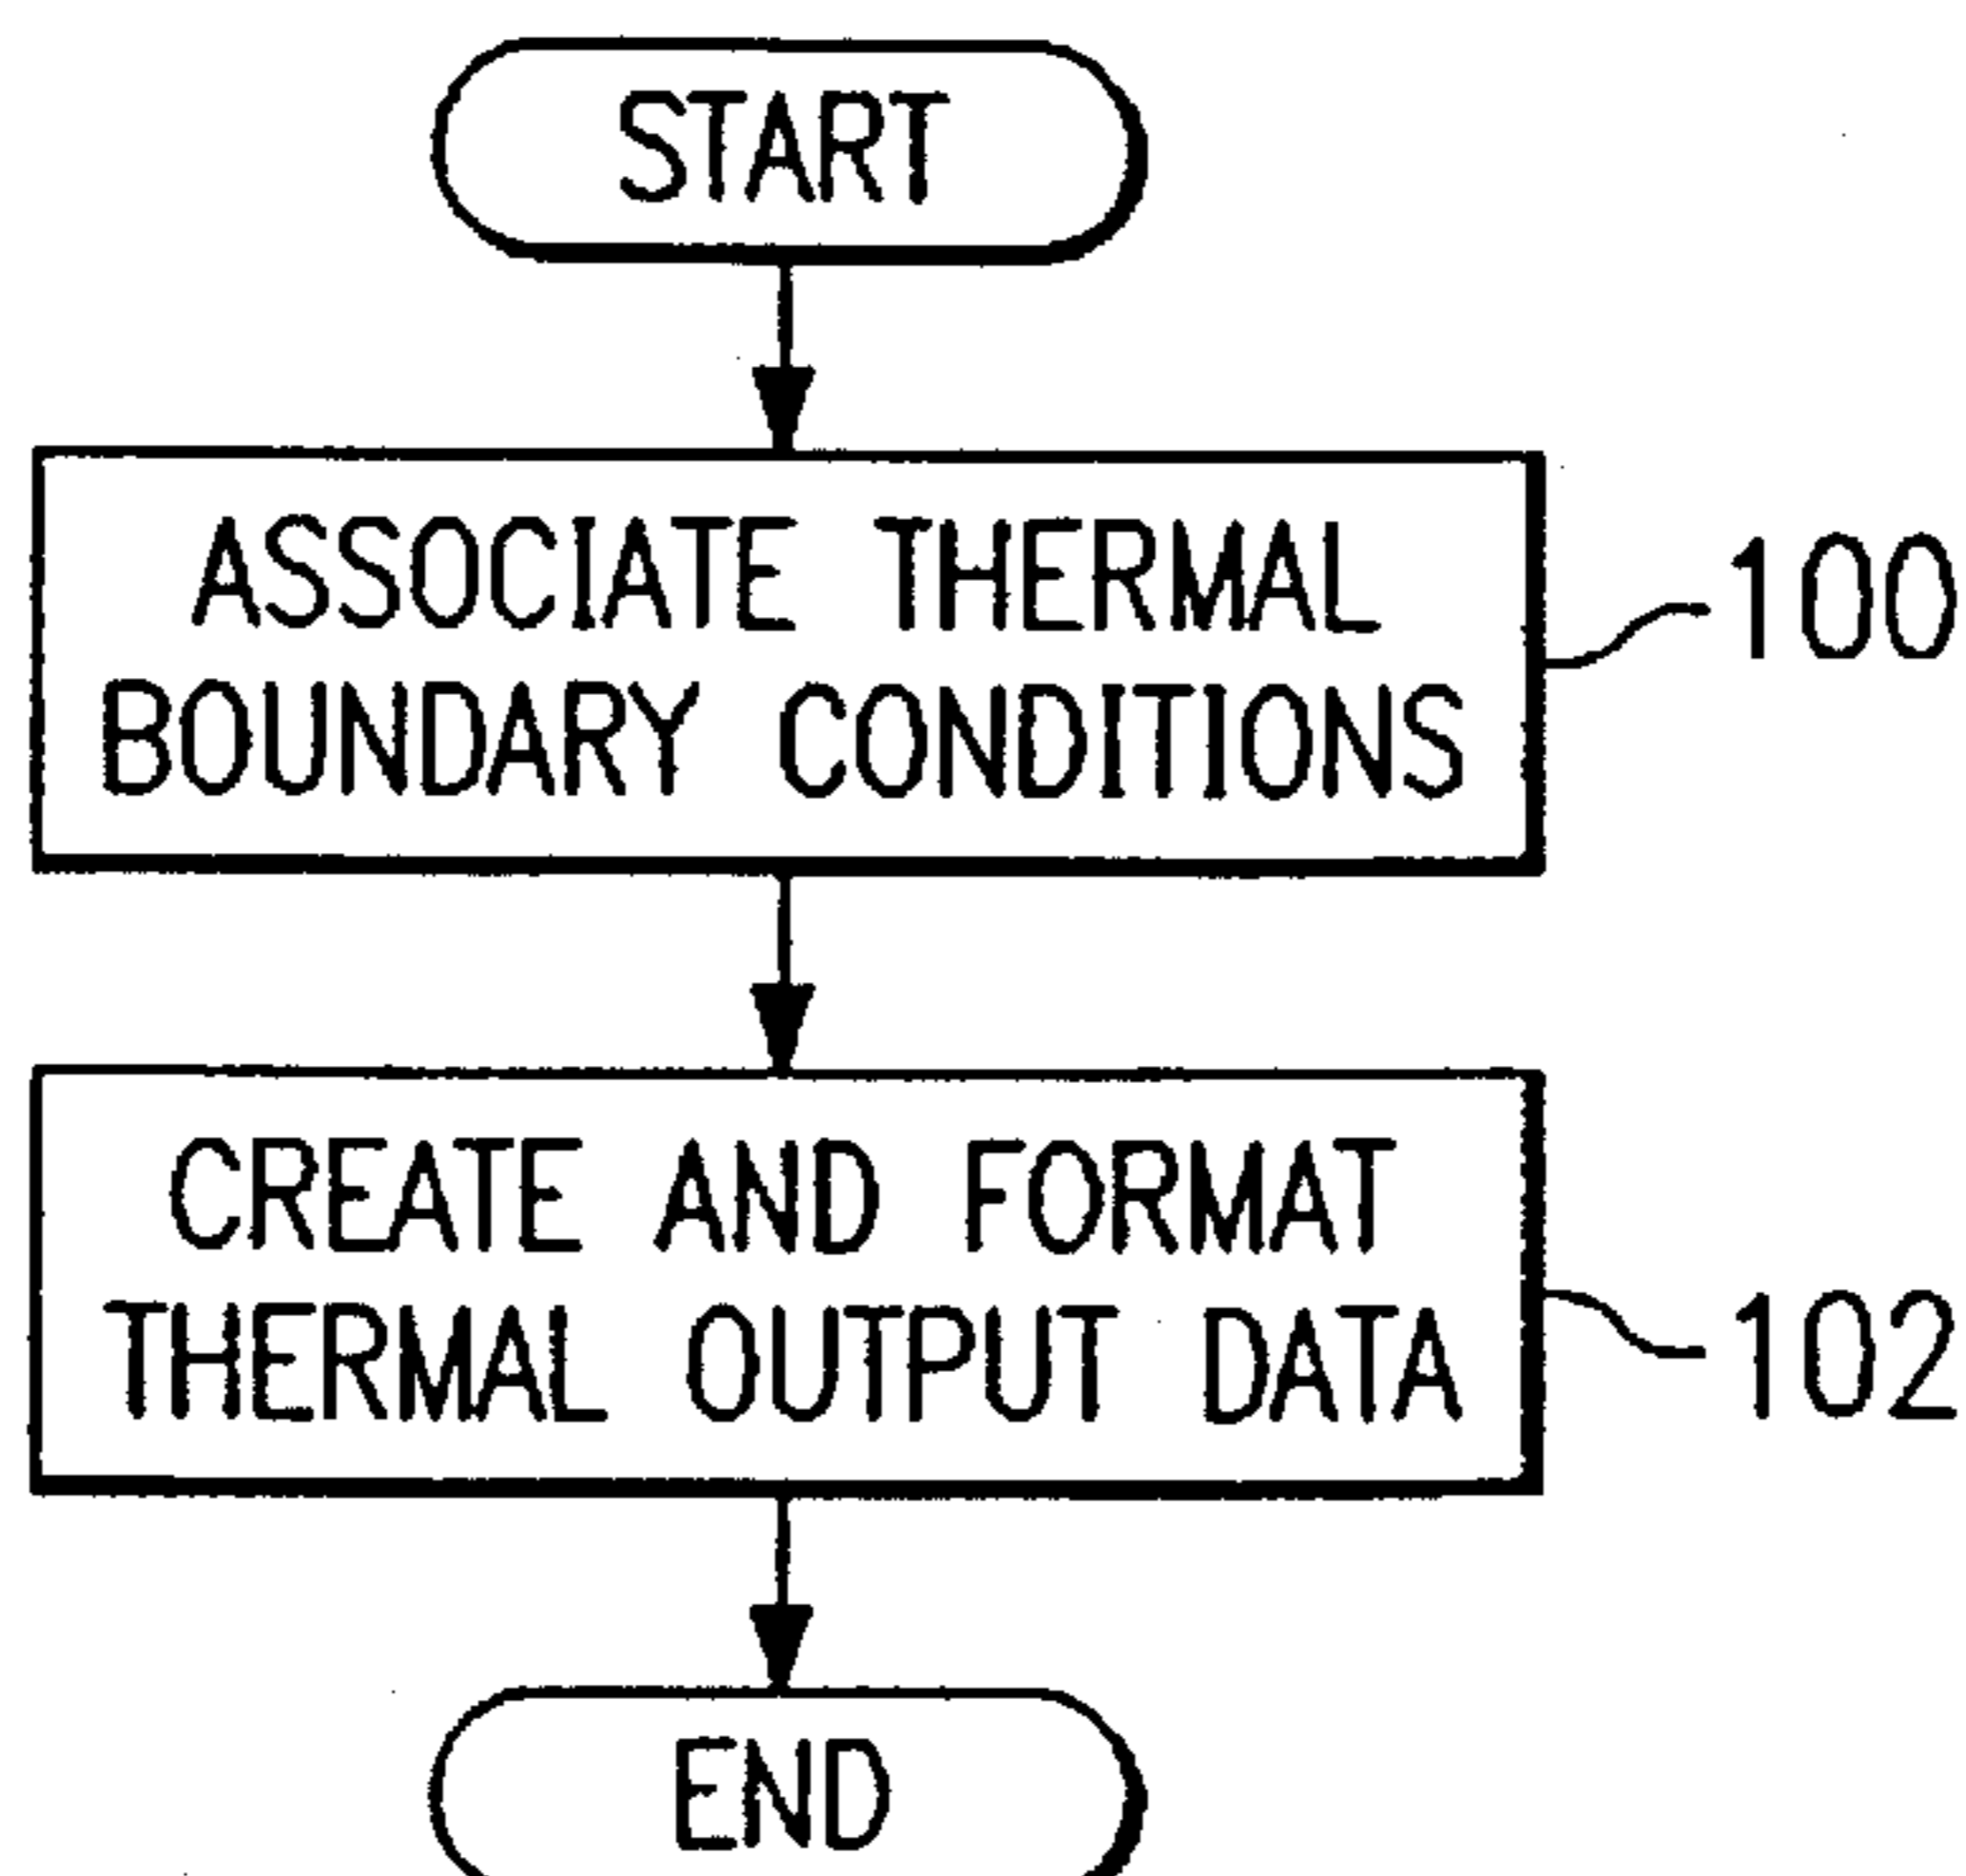 START
ASSOCIATE THERMAL
BOUNDARY CONDITIONS
100
CREATE AND FORMAT
THERMAL OUTPUT DATA
102
END